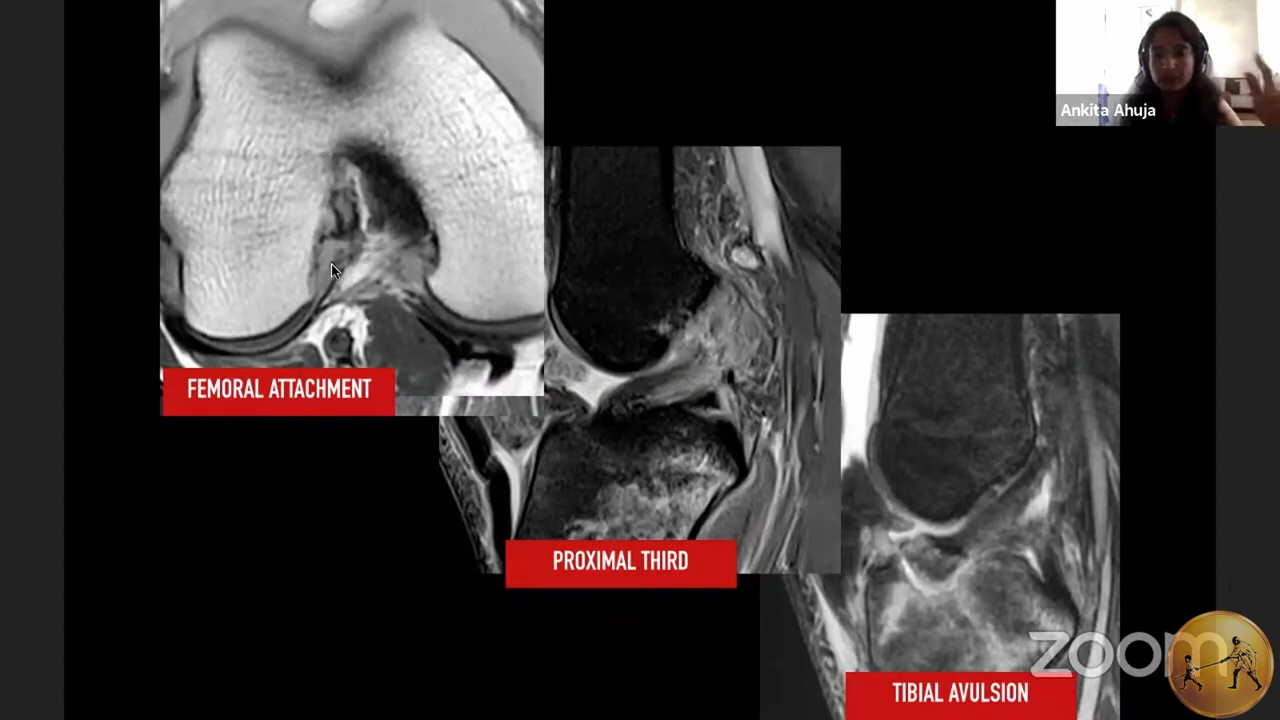 Ankita Ahuja
FEMORAL ATTACHMENT
PROXIMAL THIRD
TIBIAL AVULSION
zoom